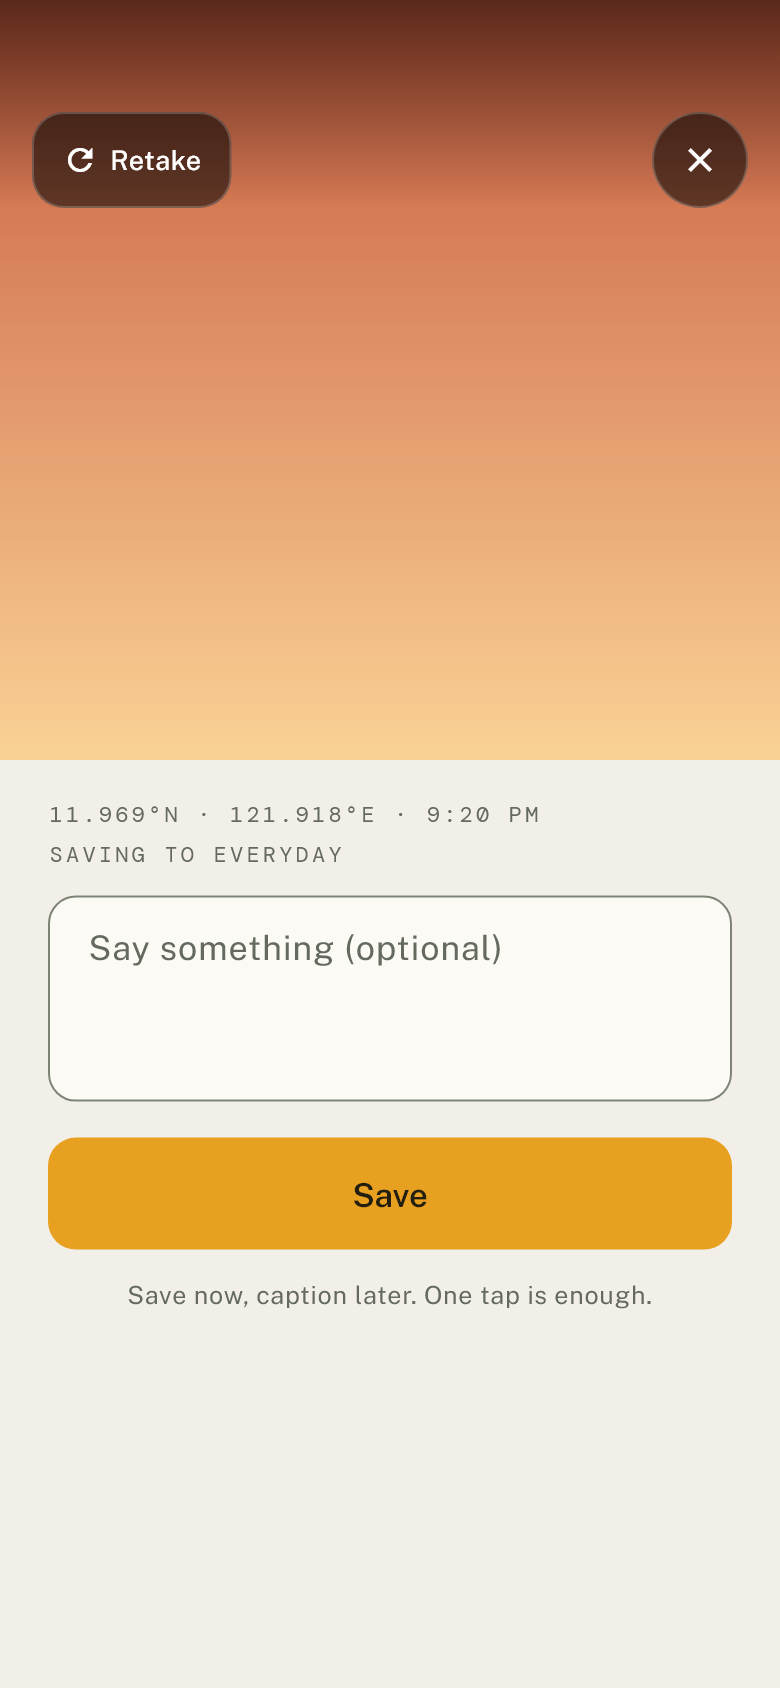 Retake
11.969°N · 121.918°E · 9:20 PM
SAVING TO EVERYDAY
Say something (optional)
Save
Save now, caption later. One tap is enough.